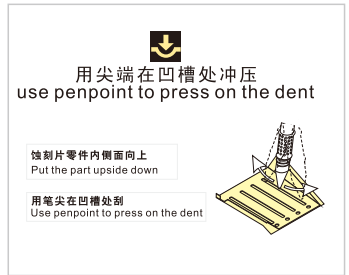 用尖端在凹槽处冲压
use penpoint to press on the dent
蚀刻片零件内侧面向上
Put the part upside down
用笔尖在凹槽处刮
Use penpoint to press on the dent